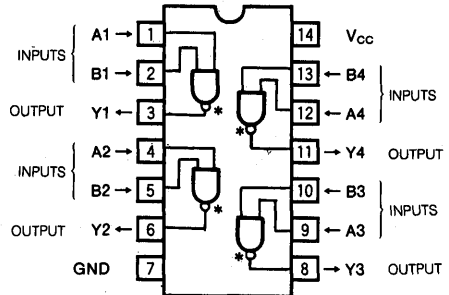 A1 → 1 14 Vcc
INPUTS
B1 → 2 13 ← B4
INPUTS
OUTPUT Y1 ← 3 * 12 ← A4
A2 → 4 * 11 → Y4 OUTPUT
INPUTS
B2 → 5 10 ← B3
INPUTS
OUTPUT Y2 ← 6 * 9 ← A3
GND 7 * 8 → Y3 OUTPUT